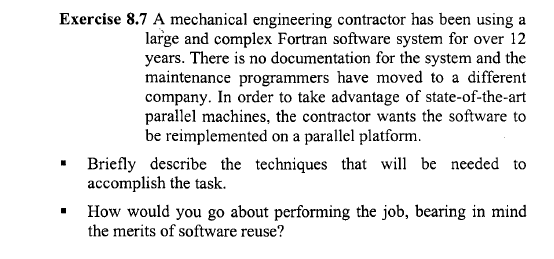 Exercise 8.7 A mechanical engineering contractor has been using a
large and complex Fortran software system for over 12
years. There is no documentation for the system and the
maintenance programmers have moved to a different
company. In order to take advantage of state-of-the-art
parallel machines, the contractor wants the software to
be reimplemented on a parallel platform.
▪ Briefly describe the techniques that will be needed to
accomplish the task.
▪ How would you go about performing the job, bearing in mind
the merits of software reuse?